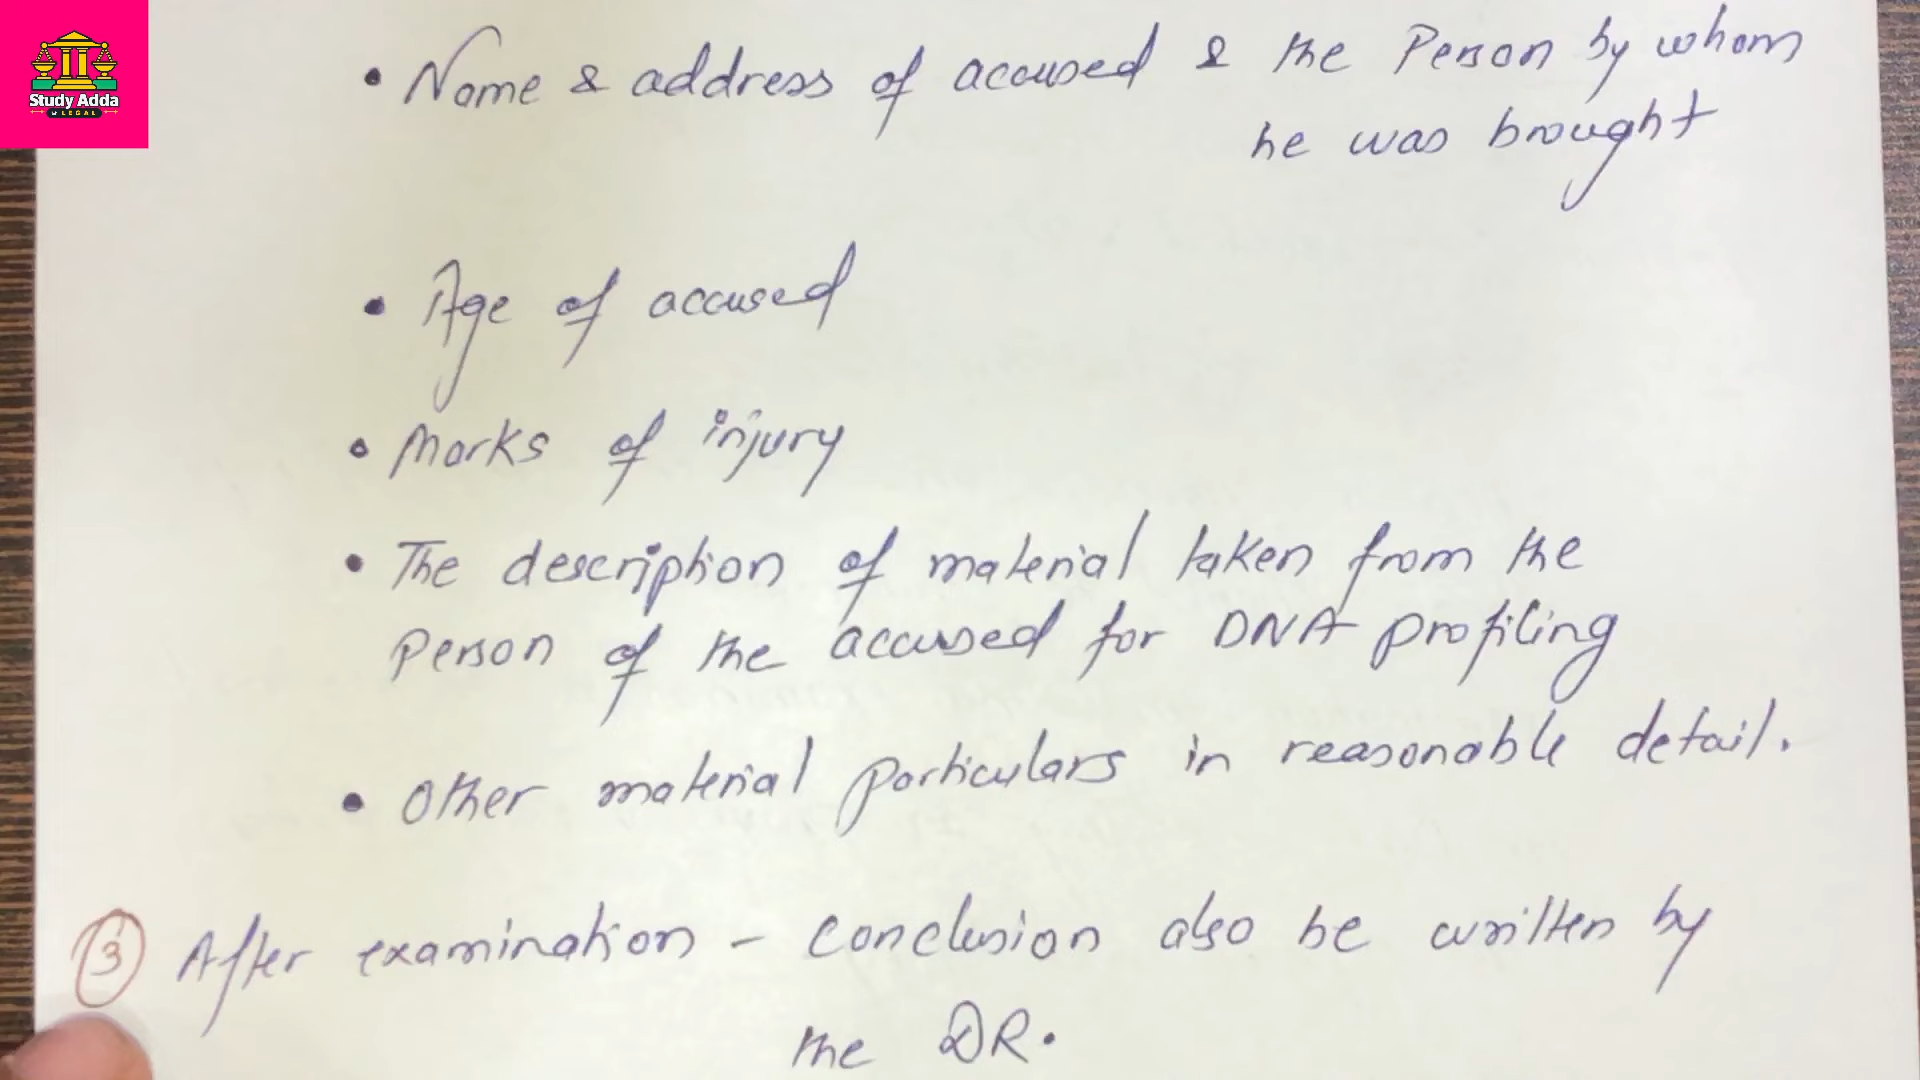 Study Adda
LEGAL
• Name & address of accused & the Person by whom
he was brought
• Age of accused
• Marks of injury
• The description of material taken from the
person of the accused for DNA profiling
• Other material particulars in reasonable detail.
③ After examination - Conclusion also be written by
the DR.